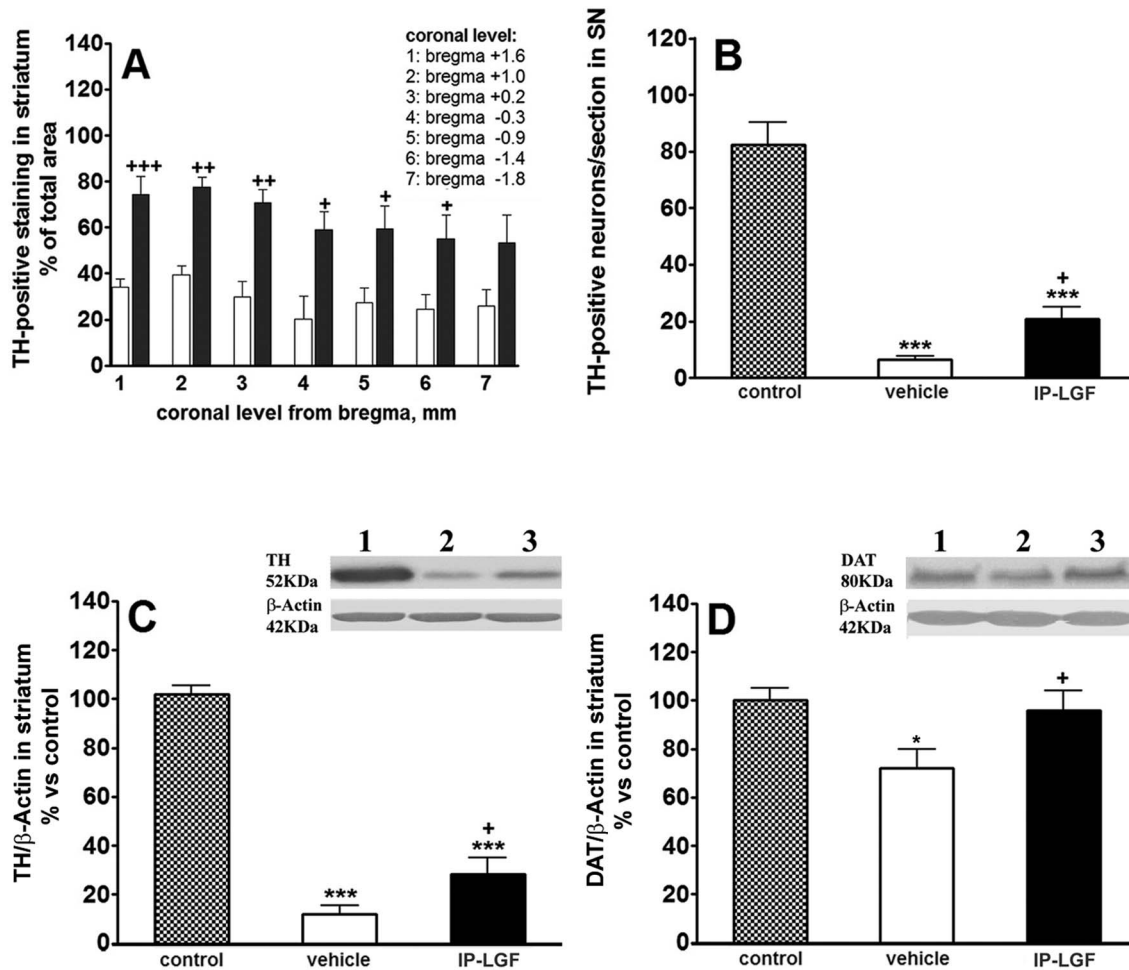 A
TH-positive staining in striatum
% of total area
140
120
100
80
60
40
20
0
coronal level:
1: bregma +1.6
2: bregma +1.0
3: bregma +0.2
4: bregma -0.3
5: bregma -0.9
6: bregma -1.4
7: bregma -1.8
+++
++
++
+
+
+
1 2 3 4 5 6 7
coronal level from bregma, mm
B
TH-positive neurons/section in SN
120
100
80
60
40
20
0
***
+
***
control vehicle IP-LGF
C
1 2 3
TH
52KDa
β-Actin
42KDa
TH/β-Actin in striatum
% vs control
140
120
100
80
60
40
20
0
***
+
***
control vehicle IP-LGF
D
1 2 3
DAT
80KDa
β-Actin
42KDa
DAT/β-Actin in striatum
% vs control
140
120
100
80
60
40
20
0
*
+
control vehicle IP-LGF